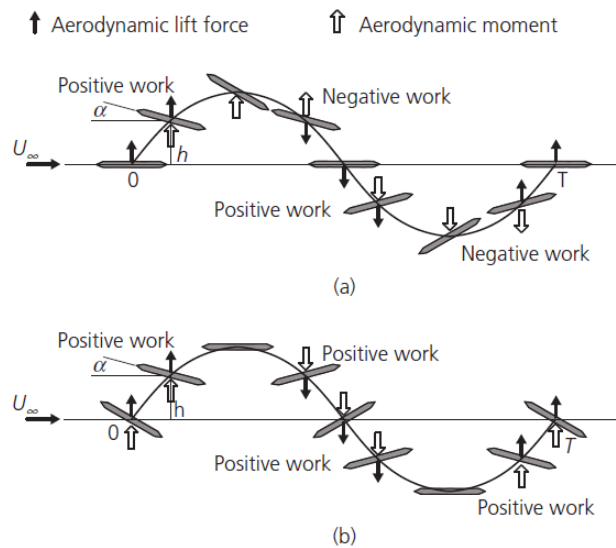 Aerodynamic lift force
Aerodynamic moment
Positive work
Negative work
α
U∞
h
0
T
Positive work
Negative work
(a)
Positive work
Positive work
α
U∞
h
0
T
Positive work
Positive work
(b)